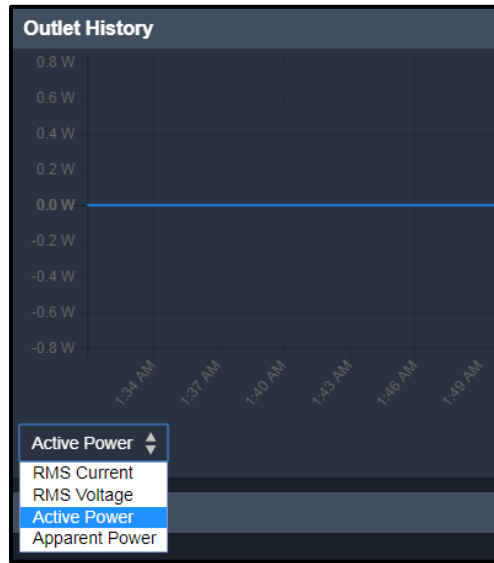 Outlet History
0.8 W
0.6 W
0.4 W
0.2 W
0.0 W
-0.2 W
-0.4 W
-0.6 W
-0.8 W
1:34 AM
1:37 AM
1:40 AM
1:43 AM
1:46 AM
1:49 AM
Active Power
RMS Current
RMS Voltage
Active Power
Apparent Power